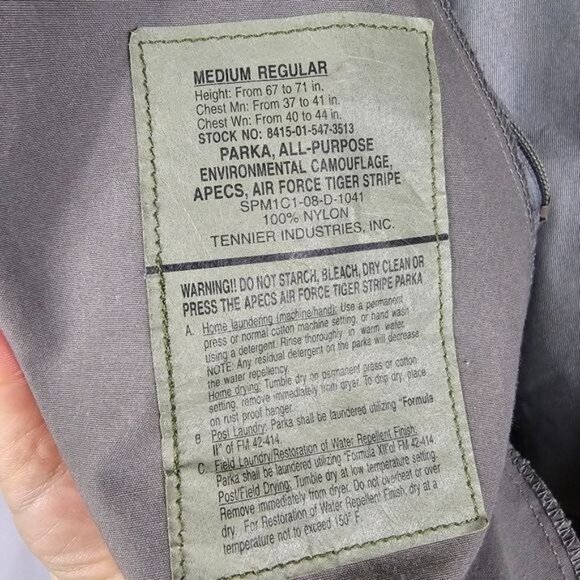 MEDIUM REGULAR
Height: From 67 to 71 in.
Chest Mn: From 37 to 41 in.
Chest Wn: From 40 to 44 in.
STOCK NO: 8415-01-547-3513
PARKA, ALL-PURPOSE
ENVIRONMENTAL CAMOUFLAGE,
APECS, AIR FORCE TIGER STRIPE
SPM1C1-08-D-1041
100% NYLON
TENNIER INDUSTRIES, INC.
WARNING!! DO NOT STARCH, BLEACH, DRY CLEAN OR
PRESS THE APECS AIR FORCE TIGER STRIPE PARKA
A. Home laundering (machine/hand): Use a permanent
press or normal cotton machine setting, or hand wash
using a detergent. Rinse thoroughly in warm water.
NOTE: Any residual detergent on the parka will decrease
the water repellency.
Home drying: Tumble dry on permanent press or cotton
setting, remove immediately from dryer. To drip dry, place
on rust proof hanger.
B Post Laundry: Parka shall be laundered utilizing "Formula
II" of FM 42-414.
C. Field Laundry/Restoration of Water Repellent Finish:
Parka shall be laundered utilizing "Formula XII" of FM 42-414.
Post/Field Drying: Tumble dry at low temperature setting.
Remove immediately from dryer. Do not overheat or over
dry. For Restoration of Water Repellent Finish, dry at a
temperature not to exceed 150° F.